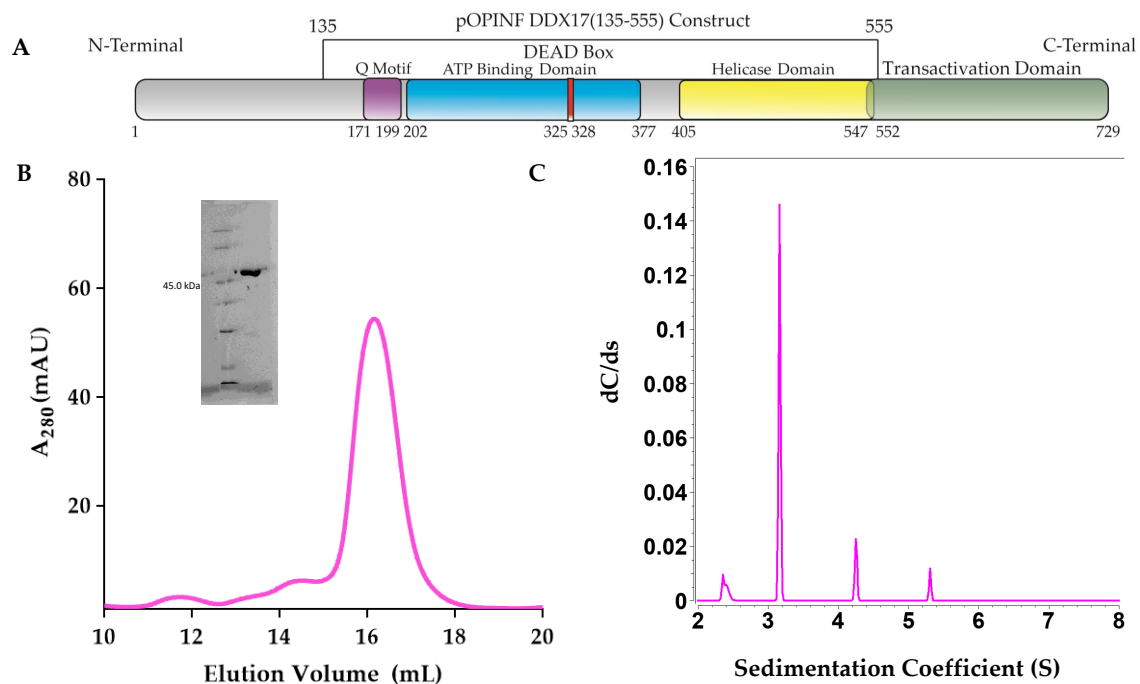 A
pOPINF DDX17(135-555) Construct
135
555
N-Terminal
C-Terminal
DEAD Box
Q Motif
ATP Binding Domain
Helicase Domain
Transactivation Domain
1
171 199 202
325 328
377
405
547 552
729
B
80
60
40
20
A280 (mAU)
45.0 kDa
10 12 14 16 18 20
Elution Volume (mL)
C
0.16
0.14
0.12
0.1
0.08
0.06
0.04
0.02
0
dC/ds
2 3 4 5 6 7 8
Sedimentation Coefficient (S)